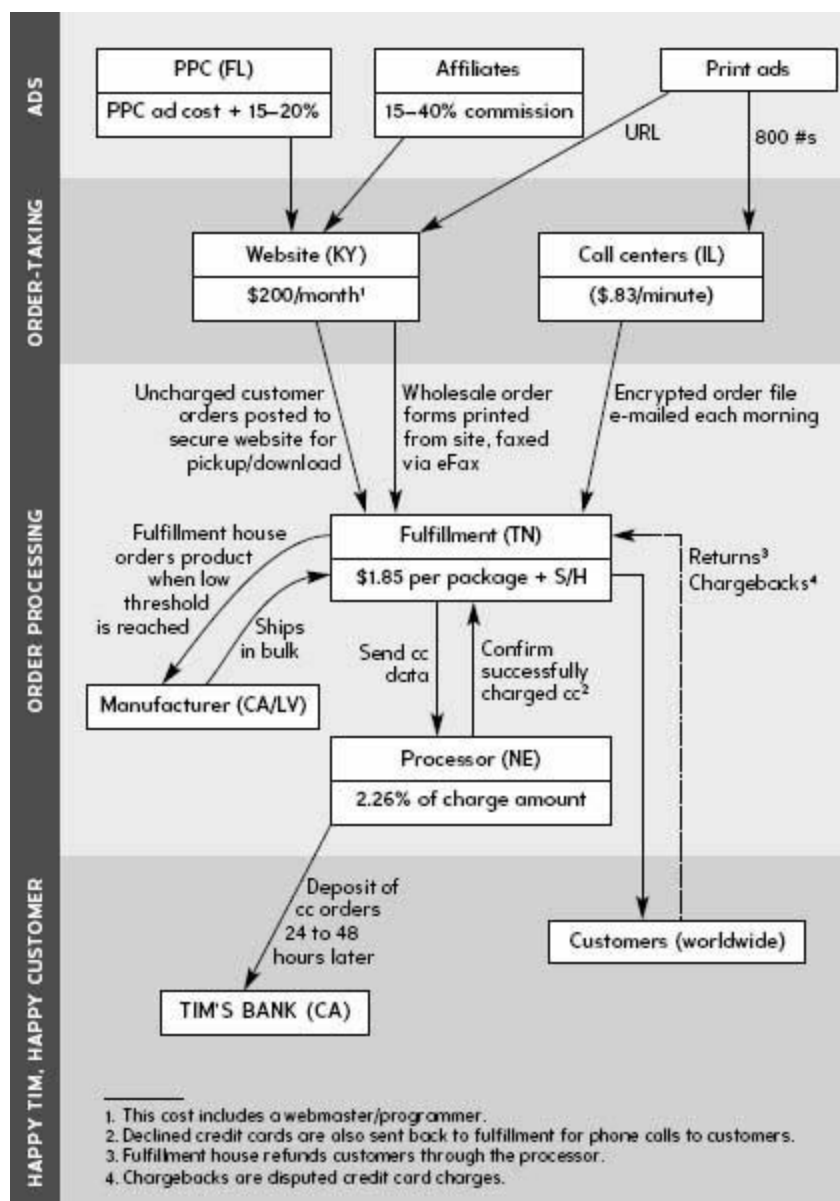 ADS
PPC (FL)
PPC ad cost + 15–20%
Affiliates
15–40% commission
Print ads
URL
800 #s
ORDER-TAKING
Website (KY)
$200/month¹
Call centers (IL)
($.83/minute)
ORDER PROCESSING
Uncharged customer
orders posted to
secure website for
pickup/download
Wholesale order
forms printed
from site, faxed
via eFax
Encrypted order file
e-mailed each morning
Fulfillment house
orders product
when low
threshold
is reached
Fulfillment (TN)
$1.85 per package + S/H
Returns³
Chargebacks⁴
Ships
in bulk
Send cc
data
Confirm
successfully
charged cc²
Manufacturer (CA/LV)
Processor (NE)
2.26% of charge amount
HAPPY TIM, HAPPY CUSTOMER
Deposit of
cc orders
24 to 48
hours later
Customers (worldwide)
TIM'S BANK (CA)
1. This cost includes a webmaster/programmer.
2. Declined credit cards are also sent back to fulfillment for phone calls to customers.
3. Fulfillment house refunds customers through the processor.
4. Chargebacks are disputed credit card charges.